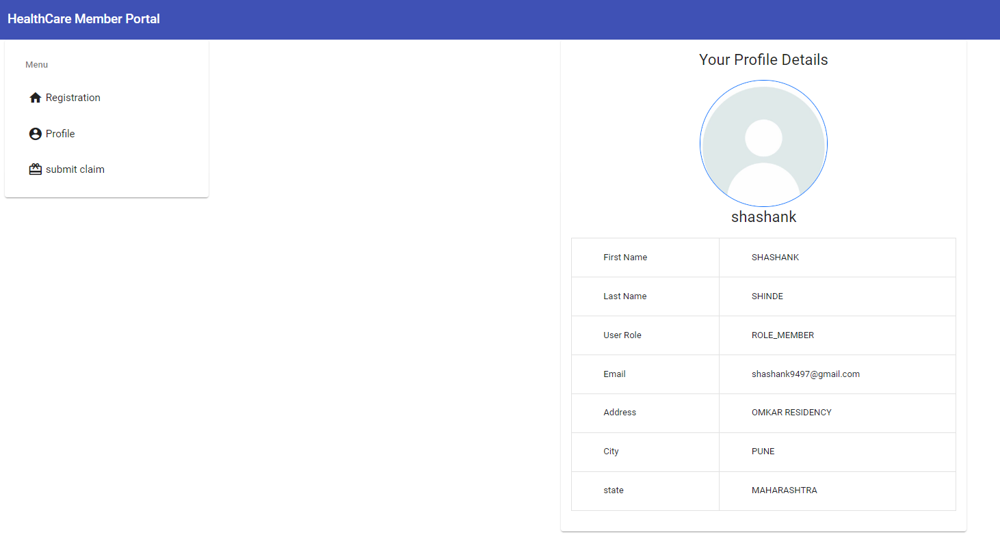 HealthCare Member Portal
Menu
Registration
Profile
submit claim
Your Profile Details
shashank
First Name SHASHANK
Last Name SHINDE
User Role ROLE_MEMBER
Email shashank9497@gmail.com
Address OMKAR RESIDENCY
City PUNE
state MAHARASHTRA